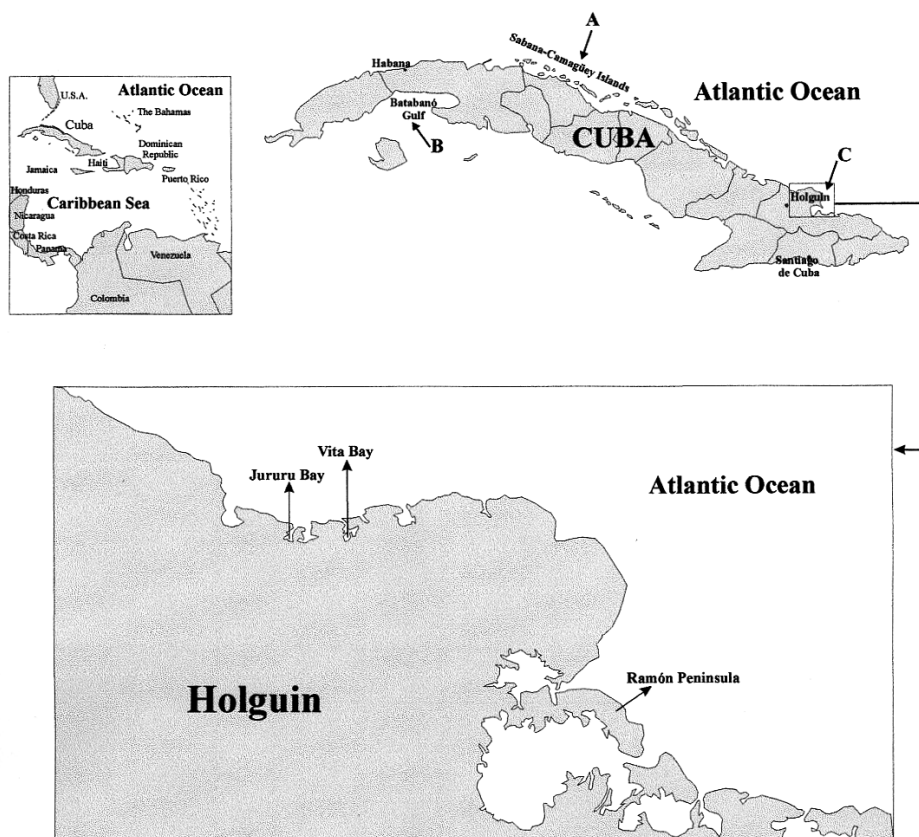 Atlantic Ocean
U.S.A.
The Bahamas
Cuba
Dominican
Republic
Haiti
Jamaica
Puerto Rico
Honduras
Caribbean Sea
Nicaragua
Costa Rica
Panama
Venezuela
Colombia
A
Sabana-Camagüey Islands
Habana
Atlantic Ocean
Batabanó
Gulf
B
CUBA
C
Holguin
Santiago
de Cuba
Vita Bay
Jururu Bay
Atlantic Ocean
Ramón Peninsula
Holguin